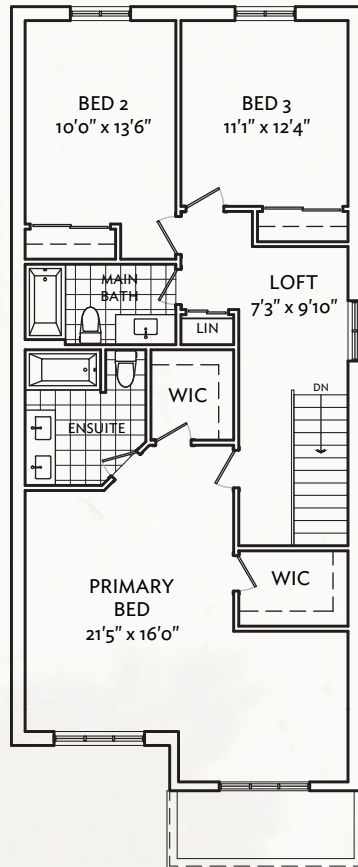 BED 2
10'0" x 13'6"
BED 3
11'1" x 12'4"
MAIN
BATH
LOFT
7'3" x 9'10"
LIN
WIC
DN
ENSUITE
WIC
PRIMARY
BED
21'5" x 16'0"